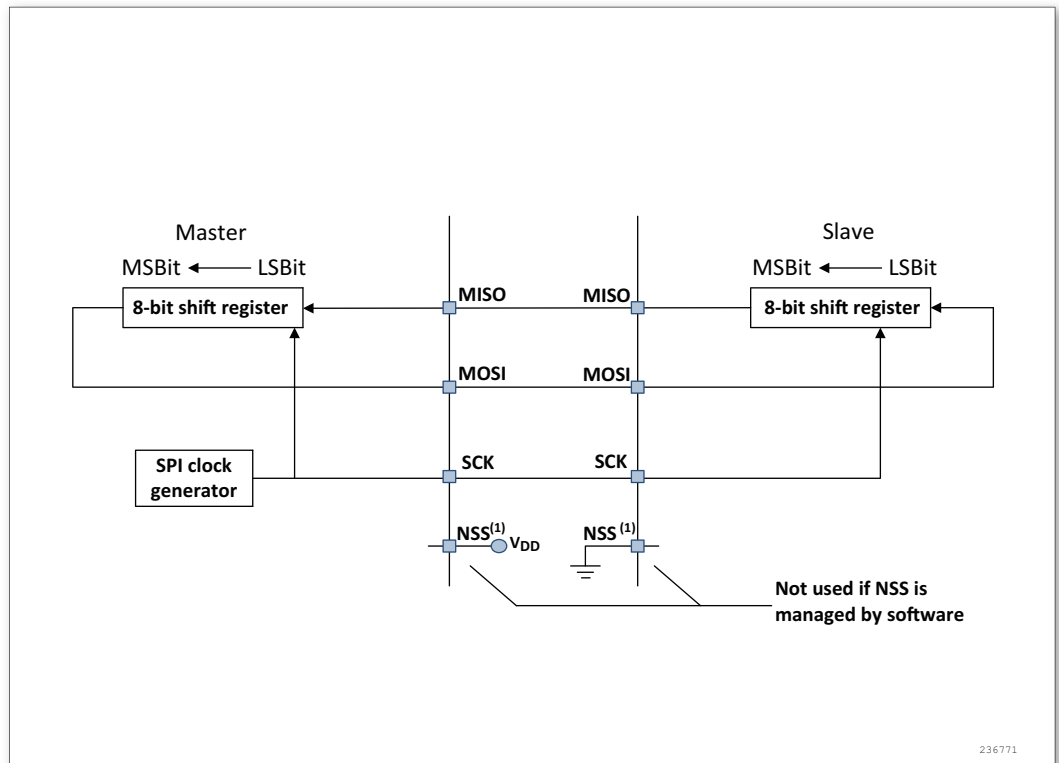 Master
Slave
MSBit LSBit
MSBit LSBit
8-bit shift register
MISO
MISO
8-bit shift register
MOSI
MOSI
SPI clock
generator
SCK
SCK
NSS(1)
VDD
NSS (1)
Not used if NSS is
managed by software
236771